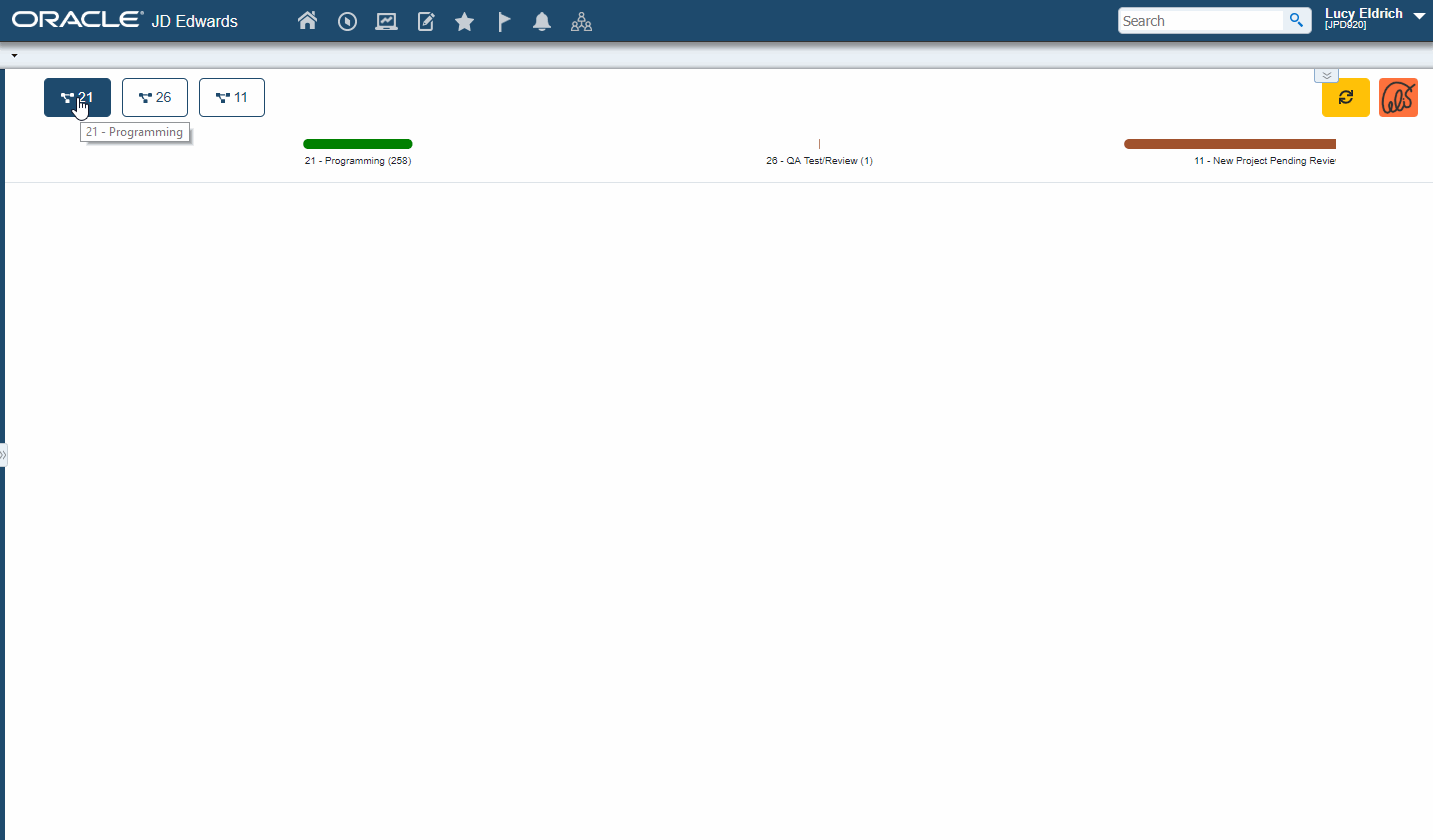 ORACLE JD Edwards
Search
Lucy Eldrich
[JPD920]
21
26
11
21 - Programming
21 - Programming (258)
26 - QA Test/Review (1)
11 - New Project Pending Revie